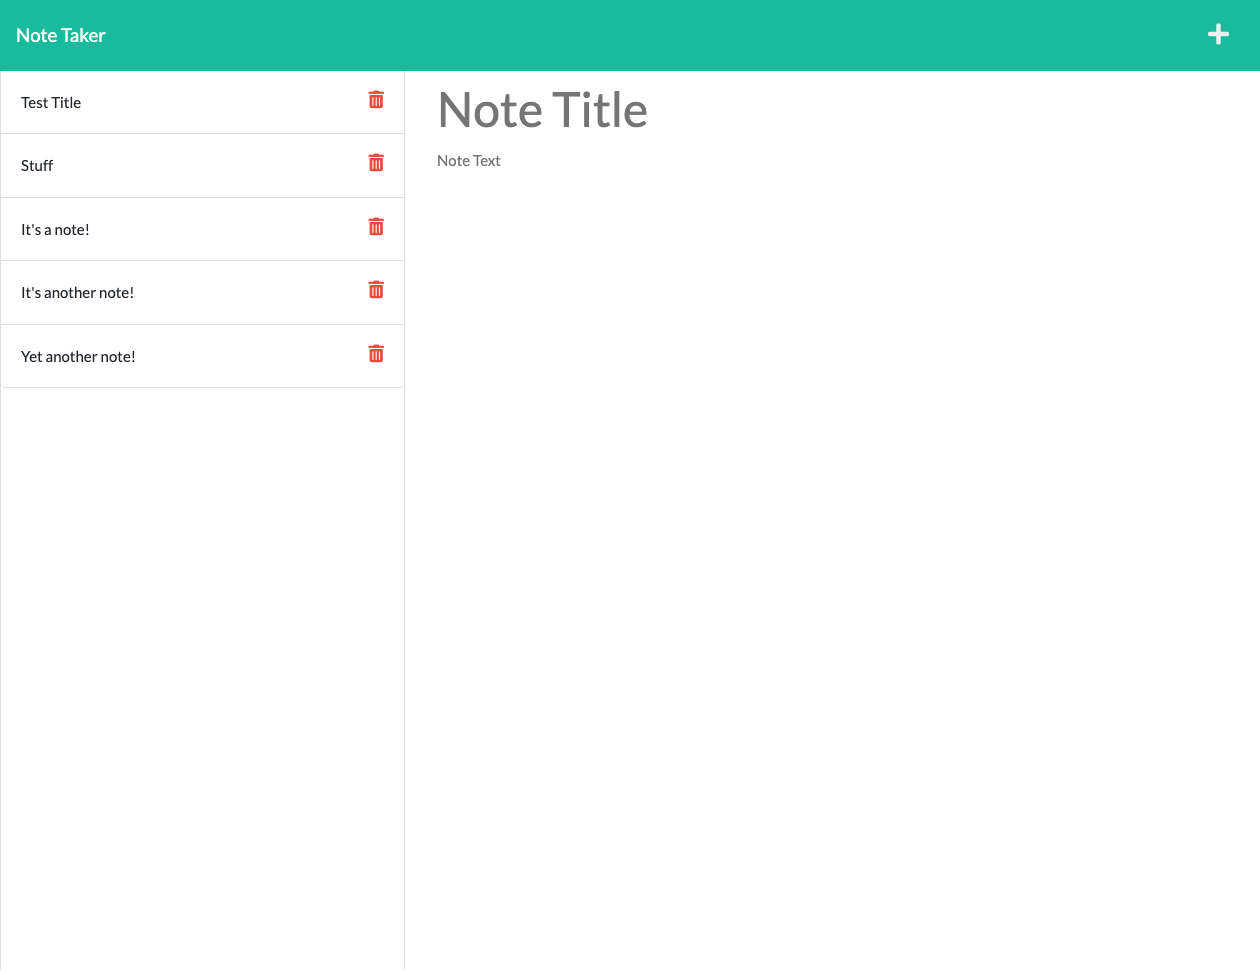 Note Taker
Test Title
Stuff
It's a note!
It's another note!
Yet another note!
Note Title
Note Text